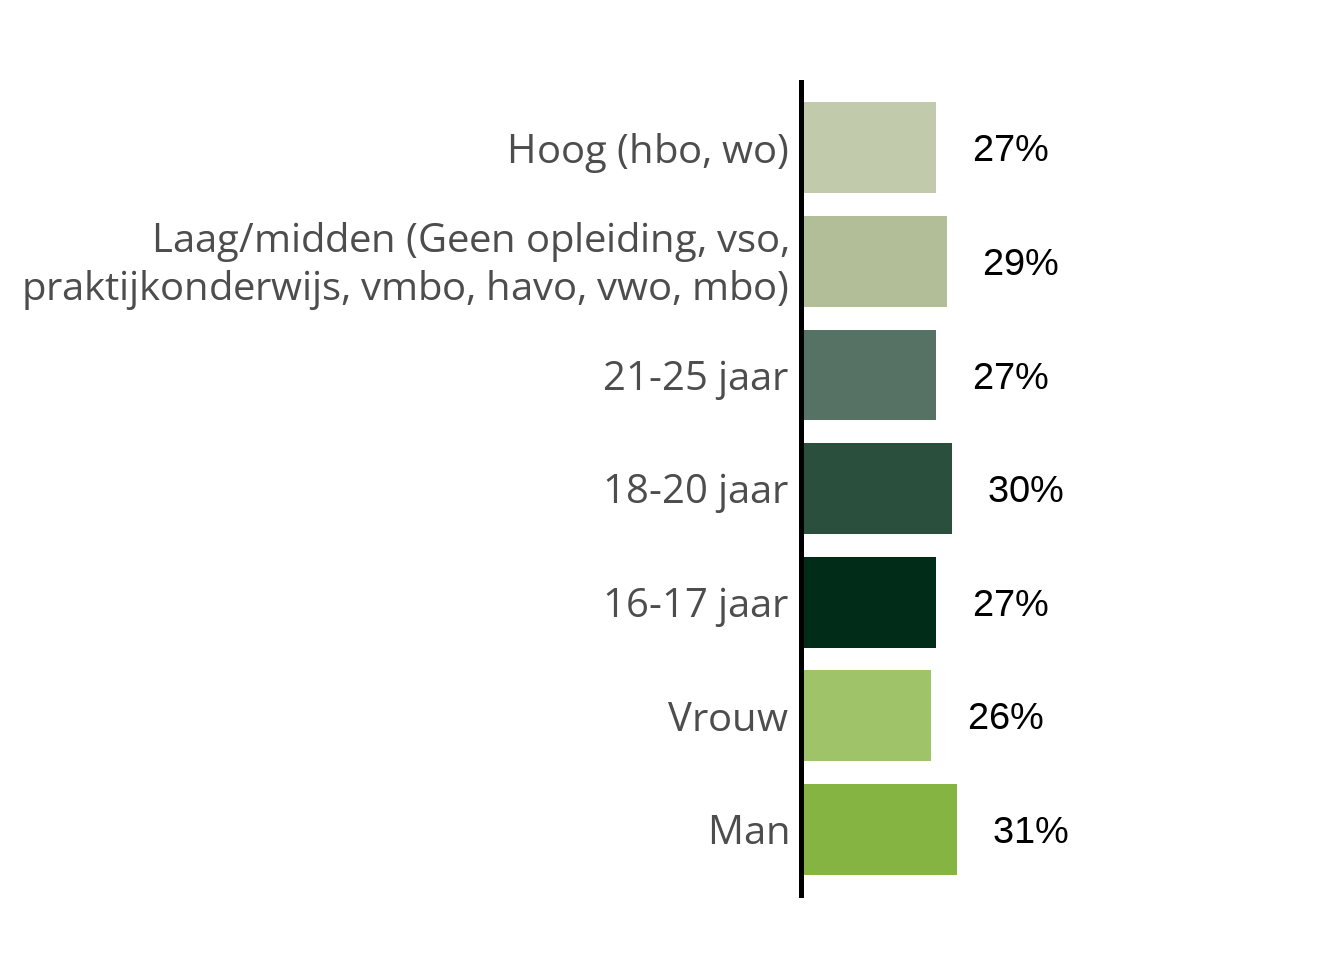 Hoog (hbo, wo) 27%
Laag/midden (Geen opleiding, vso,
praktijkonderwijs, vmbo, havo, vwo, mbo) 29%
21-25 jaar 27%
18-20 jaar 30%
16-17 jaar 27%
Vrouw 26%
Man 31%